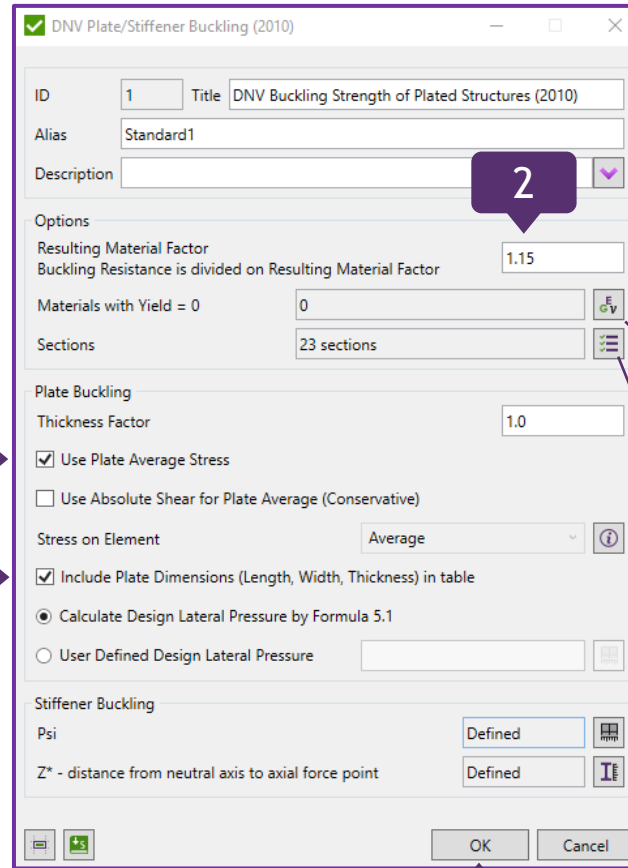 DNV Plate/Stiffener Buckling (2010)
ID 1 Title DNV Buckling Strength of Plated Structures (2010)
Alias Standard1
Description
2
Options
Resulting Material Factor
Buckling Resistance is divided on Resulting Material Factor 1.15
Materials with Yield = 0 0 E G V
Sections 23 sections
Plate Buckling
Thickness Factor 1.0
Use Plate Average Stress
Use Absolute Shear for Plate Average (Conservative)
Stress on Element Average i
Include Plate Dimensions (Length, Width, Thickness) in table
Calculate Design Lateral Pressure by Formula 5.1
User Defined Design Lateral Pressure
Stiffener Buckling
Psi Defined
Z* - distance from neutral axis to axial force point Defined
OK Cancel